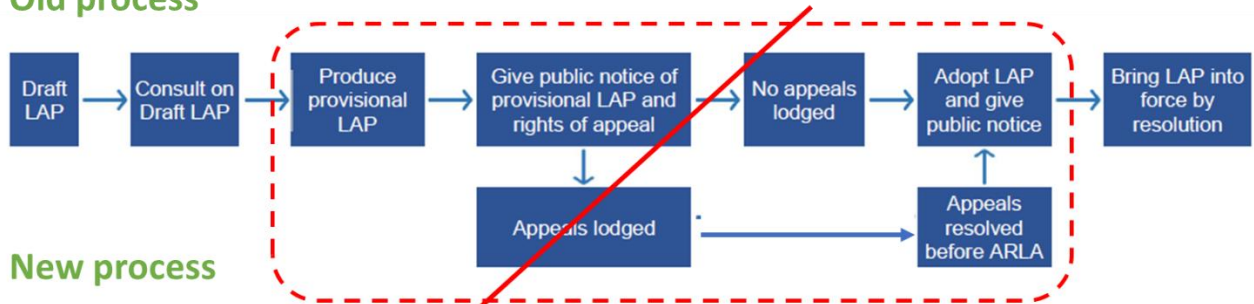 Old process
Draft
LAP
Consult on
Draft LAP
Produce
provisional
LAP
Give public notice of
provisional LAP and
rights of appeal
No appeals
lodged
Adopt LAP
and give
public notice
Bring LAP into
force by
resolution
Appeals lodged
Appeals
resolved
before ARLA
New process